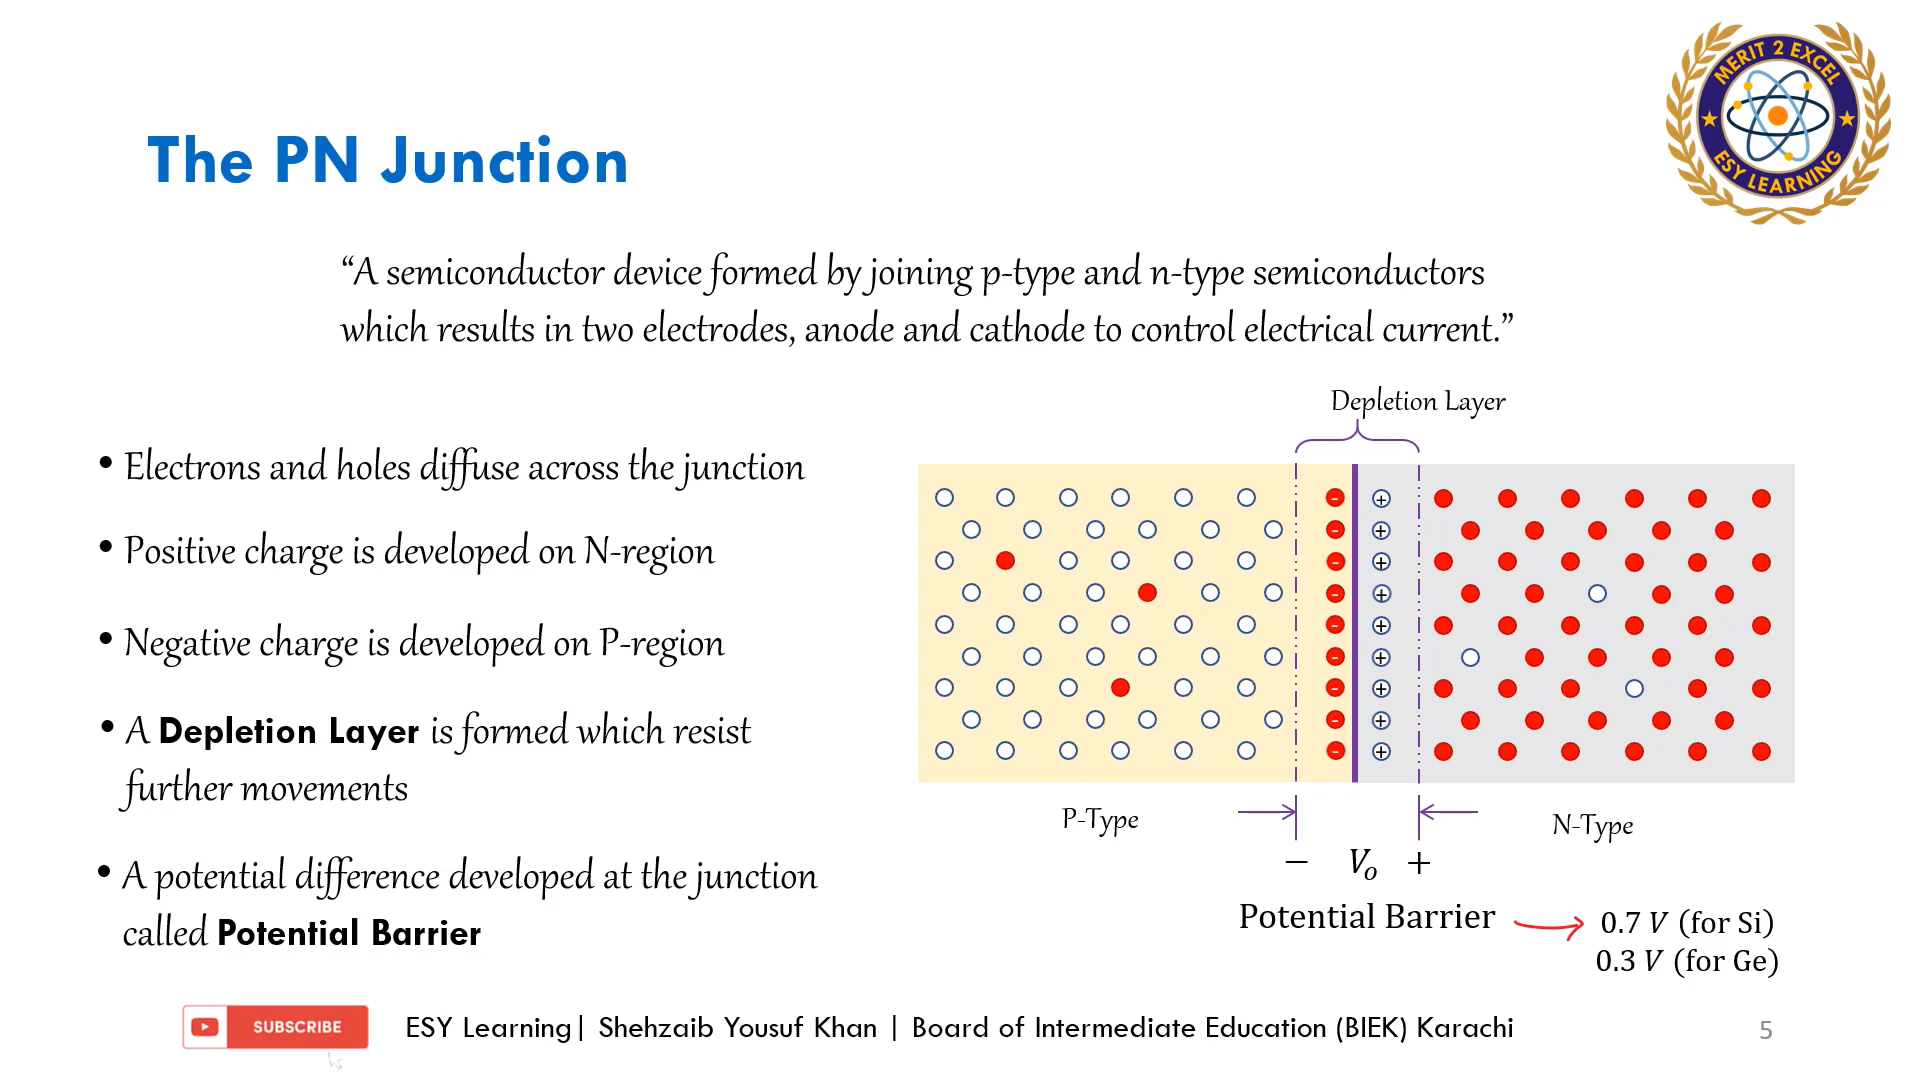 MERIT 2 EXCEL
ESY LEARNING
The PN Junction
“A semiconductor device formed by joining p-type and n-type semiconductors
which results in two electrodes, anode and cathode to control electrical current.”
• Electrons and holes diffuse across the junction
• Positive charge is developed on N-region
• Negative charge is developed on P-region
• A Depletion Layer is formed which resist
further movements
• A potential difference developed at the junction
called Potential Barrier
Depletion Layer
- +
- +
- +
- +
- +
- +
- +
- +
- +
P-Type
N-Type
− Vo +
Potential Barrier
0.7 V (for Si)
0.3 V (for Ge)
SUBSCRIBE
ESY Learning| Shehzaib Yousuf Khan | Board of Intermediate Education (BIEK) Karachi
5